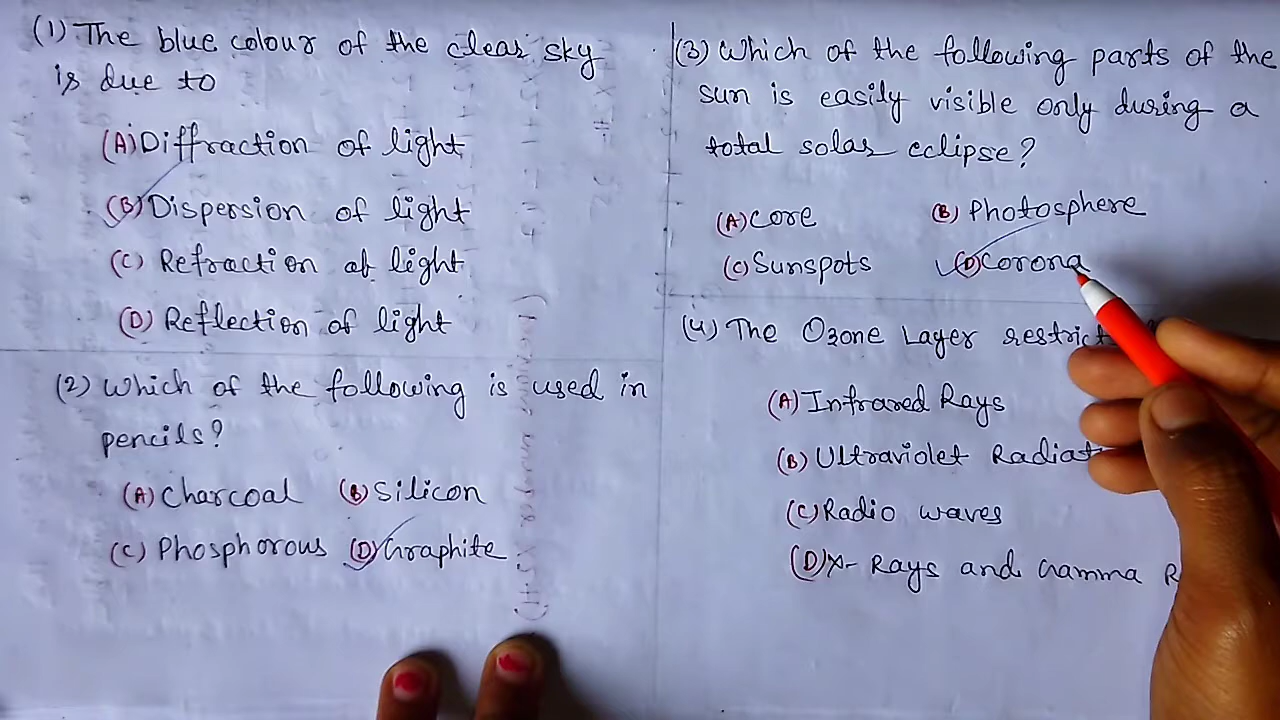 (1) The blue colour of the clear sky
is due to
(A) Diffraction of light
(B) Dispersion of light
(C) Refraction of light
(D) Reflection of light
(2) Which of the following is used in
pencils?
(A) Charcoal (B) Silicon
(C) Phosphorous (D) Graphite
(3) Which of the following parts of the
sun is easily visible only during a
total solar eclipse?
(A) Core (B) Photosphere
(C) Sunspots (D) Corona
(4) The Ozone Layer restrict
(A) Infrared Rays
(B) Ultraviolet Radiat
(C) Radio waves
(D) X- Rays and Gamma R